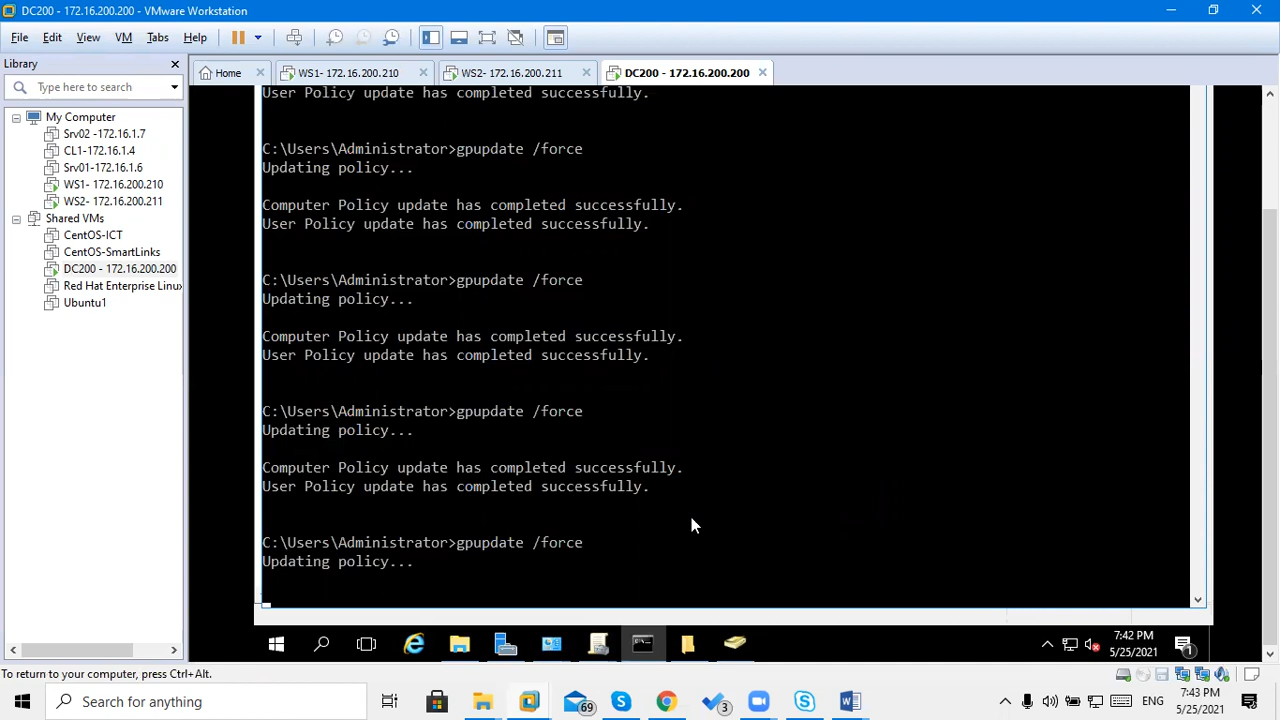 DC200 - 172.16.200.200 - VMware Workstation
File Edit View VM Tabs Help
Library
Type here to search
My Computer
Srv02 -172.16.1.7
CL1-172.16.1.4
Srv01-172.16.1.6
WS1- 172.16.200.210
WS2- 172.16.200.211
Shared VMs
CentOS-ICT
CentOS-SmartLinks
DC200 - 172.16.200.200
Red Hat Enterprise Linux
Ubuntu1
Home WS1- 172.16.200.210 WS2- 172.16.200.211 DC200 - 172.16.200.200
User Policy update has completed successfully.
C:\Users\Administrator>gpupdate /force
Updating policy...
Computer Policy update has completed successfully.
User Policy update has completed successfully.
C:\Users\Administrator>gpupdate /force
Updating policy...
Computer Policy update has completed successfully.
User Policy update has completed successfully.
C:\Users\Administrator>gpupdate /force
Updating policy...
Computer Policy update has completed successfully.
User Policy update has completed successfully.
C:\Users\Administrator>gpupdate /force
Updating policy...
7:42 PM
5/25/2021
1
To return to your computer, press Ctrl+Alt.
Search for anything
69
3
ENG
7:43 PM
5/25/2021